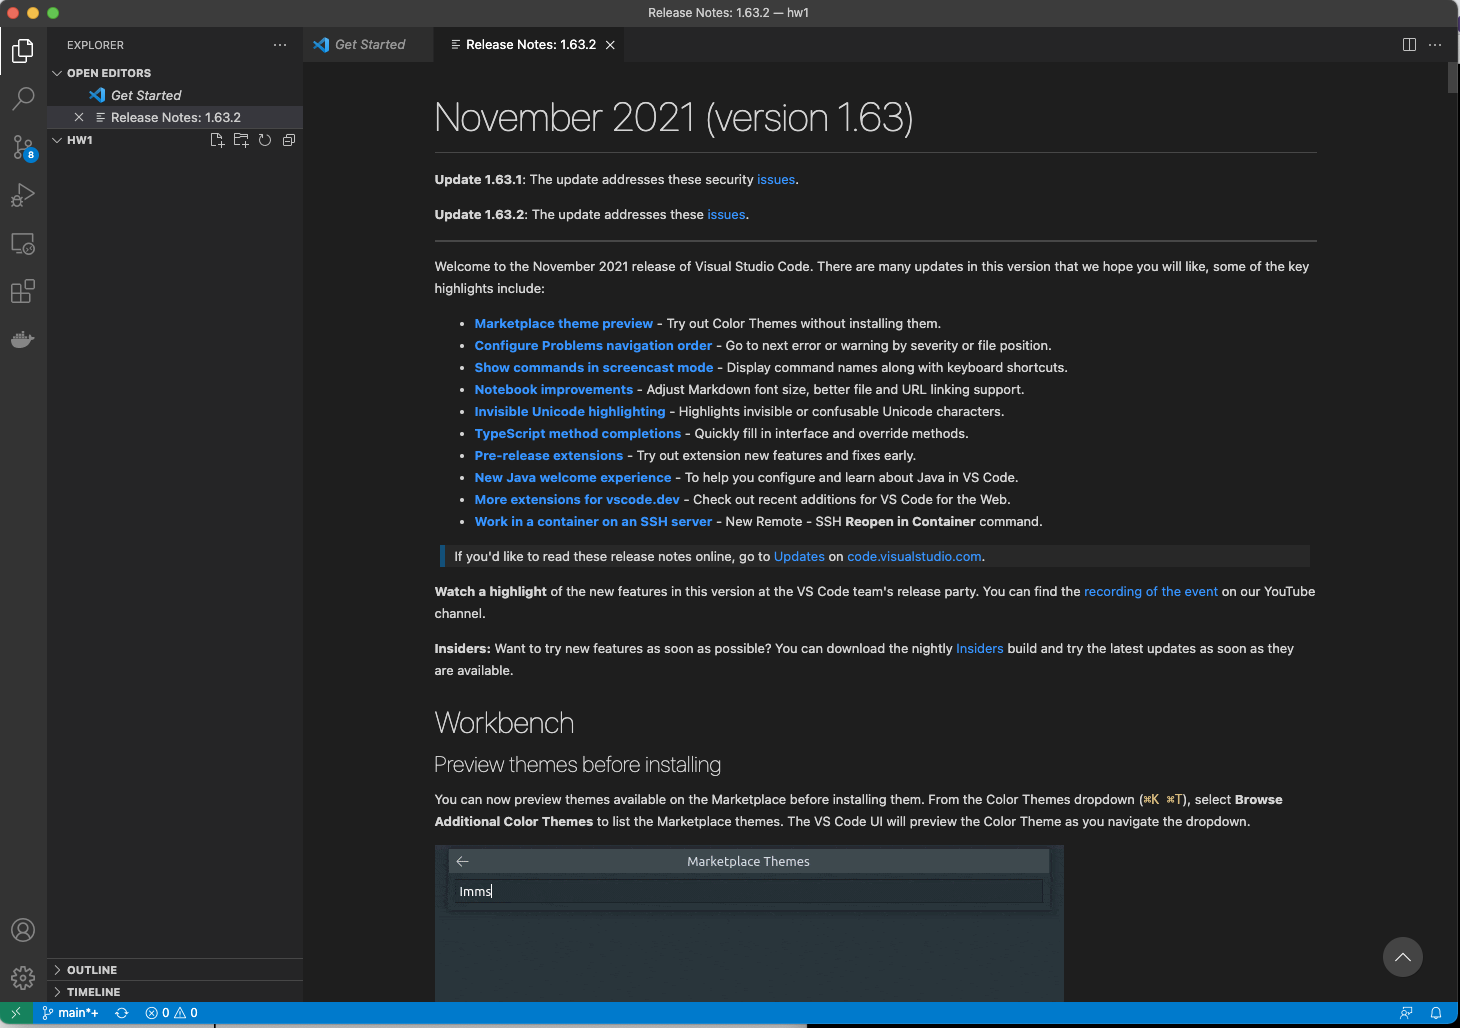 Release Notes: 1.63.2 — hw1
EXPLORER
Get Started
Release Notes: 1.63.2
OPEN EDITORS
Get Started
Release Notes: 1.63.2
HW1
8
November 2021 (version 1.63)
Update 1.63.1: The update addresses these security issues.
Update 1.63.2: The update addresses these issues.
Welcome to the November 2021 release of Visual Studio Code. There are many updates in this version that we hope you will like, some of the key
highlights include:
• Marketplace theme preview - Try out Color Themes without installing them.
• Configure Problems navigation order - Go to next error or warning by severity or file position.
• Show commands in screencast mode - Display command names along with keyboard shortcuts.
• Notebook improvements - Adjust Markdown font size, better file and URL linking support.
• Invisible Unicode highlighting - Highlights invisible or confusable Unicode characters.
• TypeScript method completions - Quickly fill in interface and override methods.
• Pre-release extensions - Try out extension new features and fixes early.
• New Java welcome experience - To help you configure and learn about Java in VS Code.
• More extensions for vscode.dev - Check out recent additions for VS Code for the Web.
• Work in a container on an SSH server - New Remote - SSH Reopen in Container command.
If you'd like to read these release notes online, go to Updates on code.visualstudio.com.
Watch a highlight of the new features in this version at the VS Code team's release party. You can find the recording of the event on our YouTube
channel.
Insiders: Want to try new features as soon as possible? You can download the nightly Insiders build and try the latest updates as soon as they
are available.
Workbench
Preview themes before installing
You can now preview themes available on the Marketplace before installing them. From the Color Themes dropdown (⌘K ⌘T), select Browse
Additional Color Themes to list the Marketplace themes. The VS Code UI will preview the Color Theme as you navigate the dropdown.
Marketplace Themes
Imms
OUTLINE
TIMELINE
main*+ 0 0